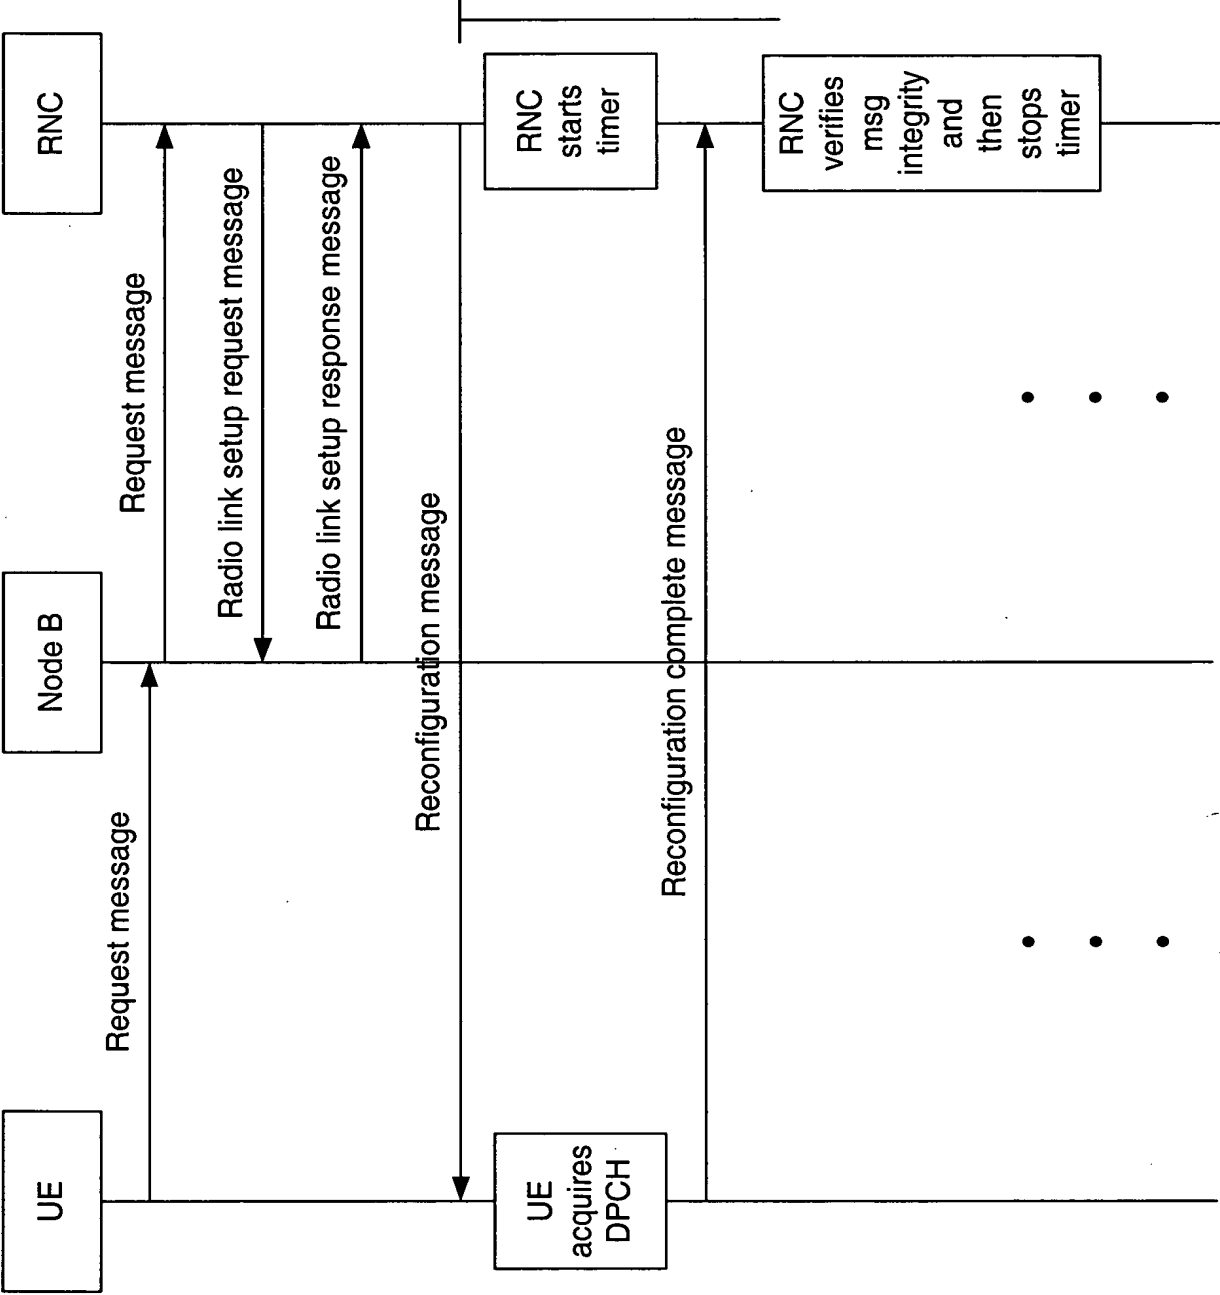 UE
Node B
RNC
Request message
Request message
Radio link setup request message
Radio link setup response message
Reconfiguration message
UE
acquires
DPCH
RNC
starts
timer
Reconfiguration complete message
RNC
verifies
msg
integrity
and
then
stops
timer